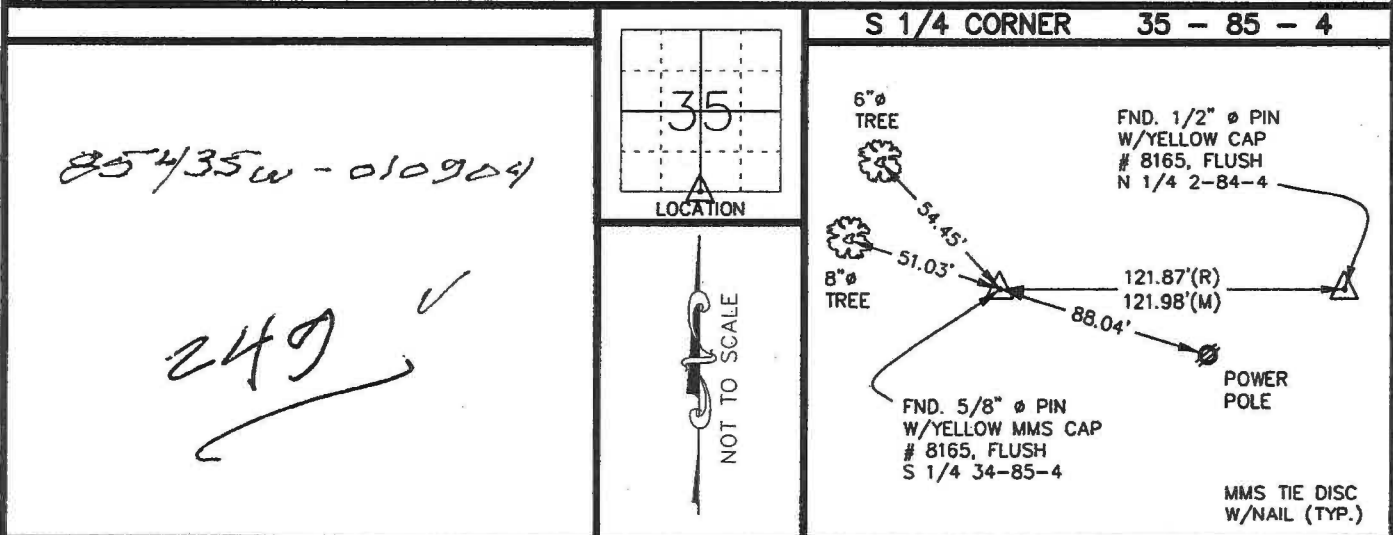 S 1/4 CORNER 35 - 85 - 4
854/35w - 010904
249
35
LOCATION
NOT TO SCALE
6"ø
TREE
8"ø
TREE
54.45'
51.03'
121.87'(R)
121.98'(M)
88.04'
FND. 1/2" ø PIN
W/YELLOW CAP
# 8165, FLUSH
N 1/4 2-84-4
POWER
POLE
FND. 5/8" ø PIN
W/YELLOW MMS CAP
# 8165, FLUSH
S 1/4 34-85-4
MMS TIE DISC
W/NAIL (TYP.)